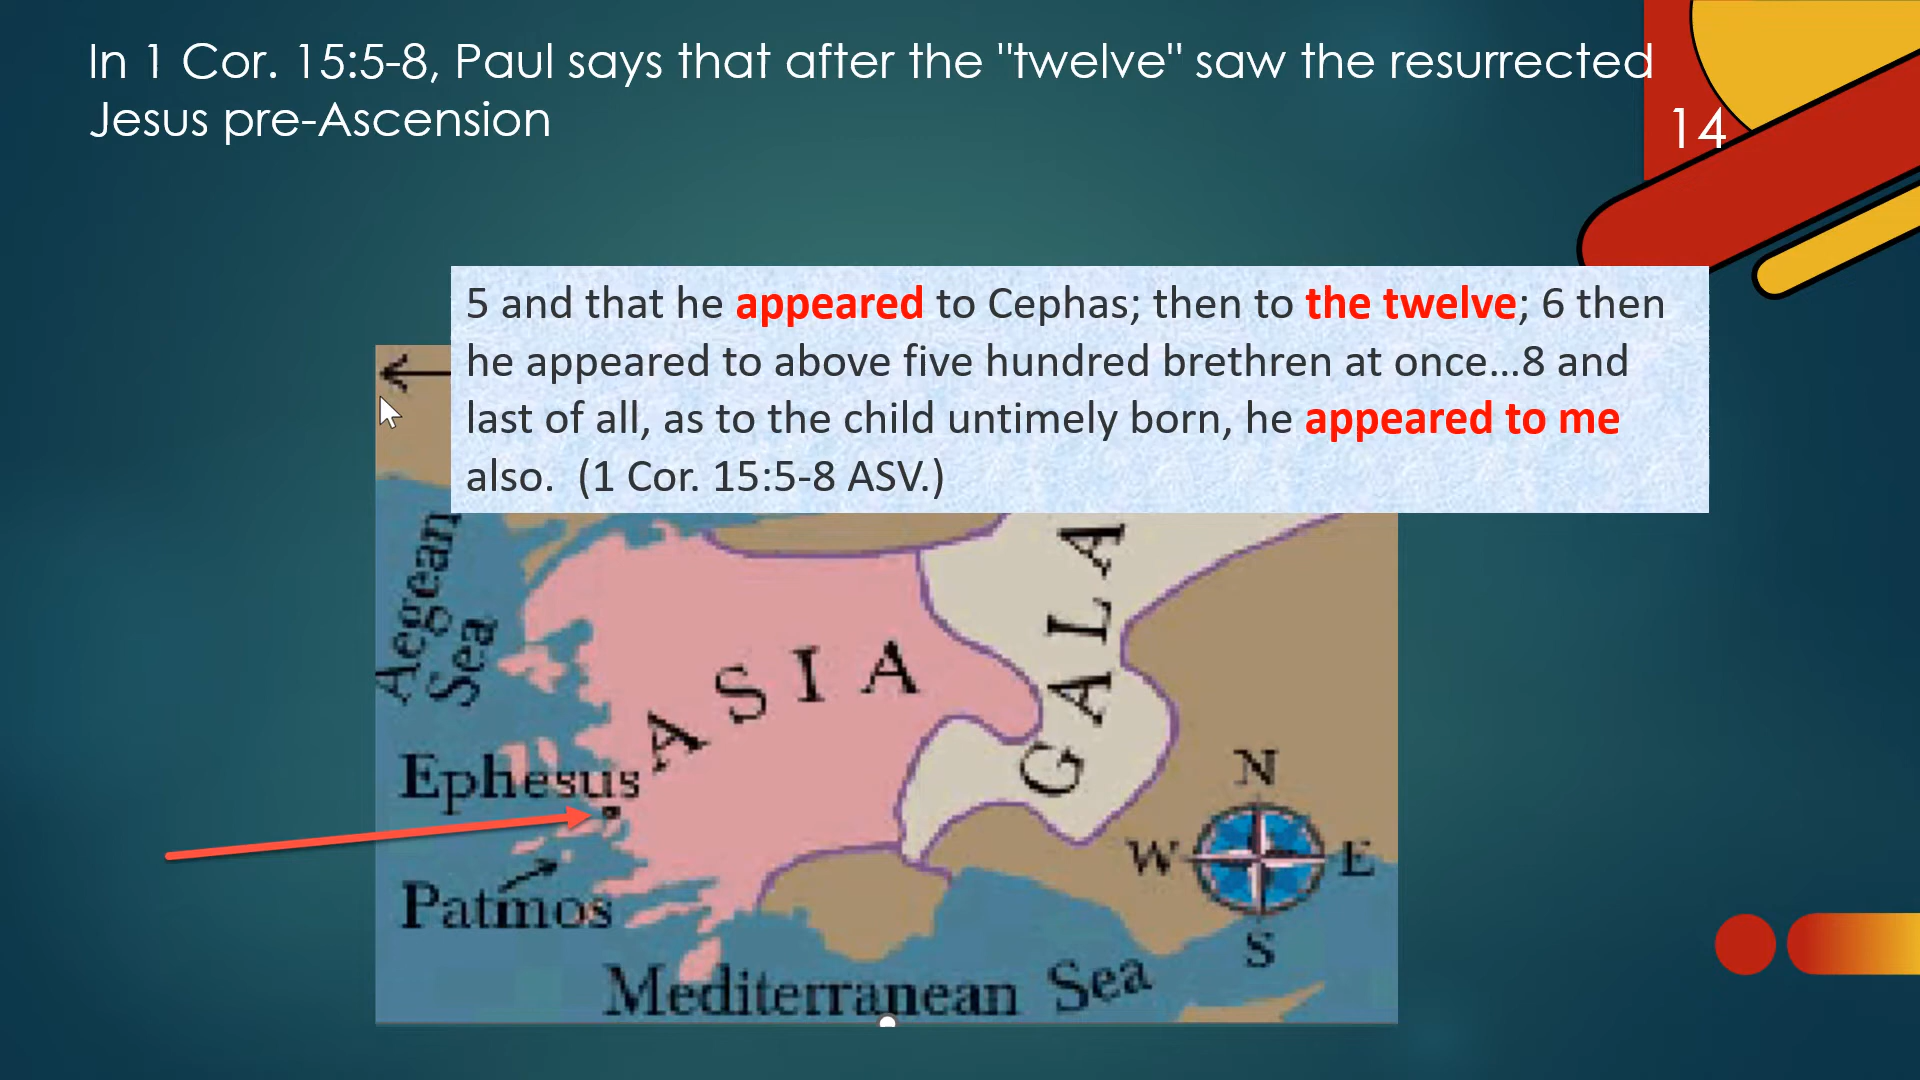 In 1 Cor. 15:5-8, Paul says that after the "twelve" saw the resurrected
Jesus pre-Ascension
14
5 and that he appeared to Cephas; then to the twelve; 6 then
he appeared to above five hundred brethren at once...8 and
last of all, as to the child untimely born, he appeared to me
also.  (1 Cor. 15:5-8 ASV.)
Aegean
Sea
ASIA
GALA
Ephesus
Patmos
Mediterranean Sea
N
W
E
S